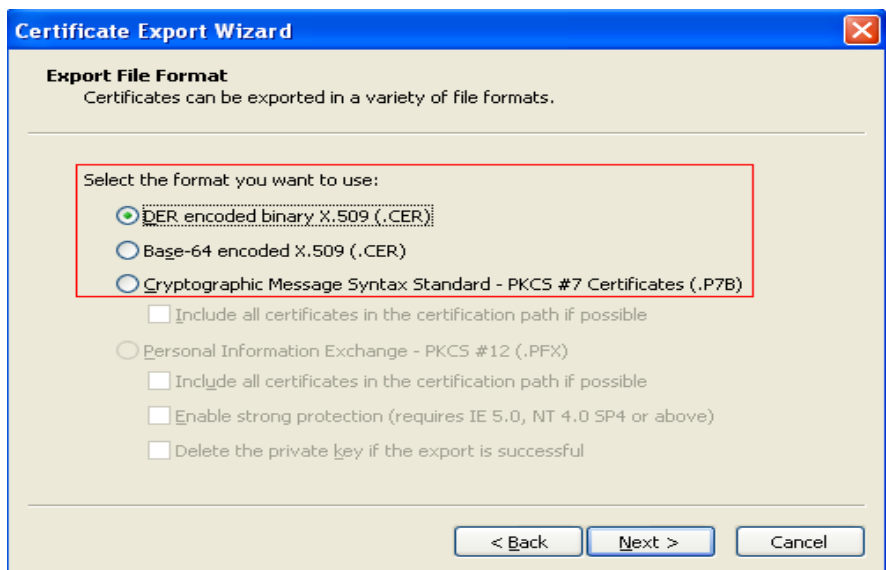 Certificate Export Wizard
Export File Format
Certificates can be exported in a variety of file formats.
Select the format you want to use:
DER encoded binary X.509 (.CER)
Base-64 encoded X.509 (.CER)
Cryptographic Message Syntax Standard - PKCS #7 Certificates (.P7B)
Include all certificates in the certification path if possible
Personal Information Exchange - PKCS #12 (.PFX)
Include all certificates in the certification path if possible
Enable strong protection (requires IE 5.0, NT 4.0 SP4 or above)
Delete the private key if the export is successful
< Back Next > Cancel